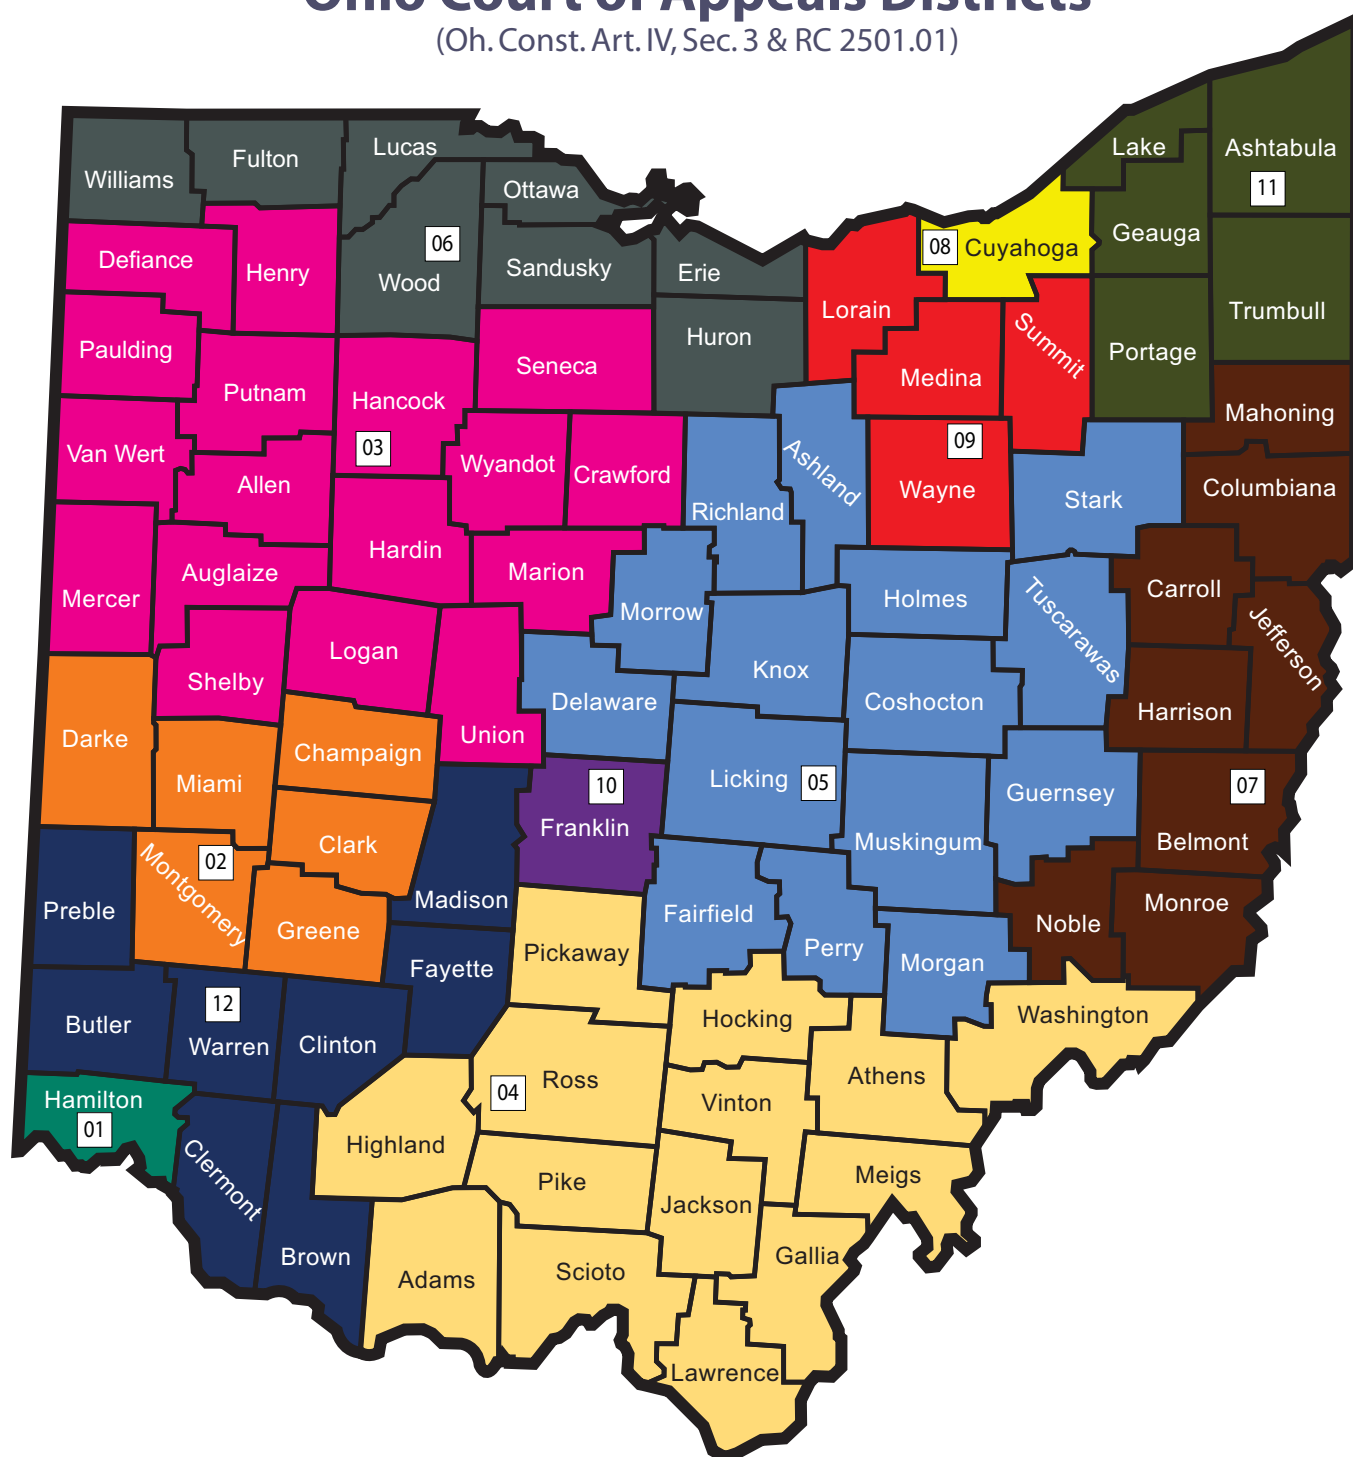 Ohio Court of Appeals Districts
(Oh. Const. Art. IV, Sec. 3 & RC 2501.01)
Williams
Fulton
Lucas
Ottawa
Lake
Ashtabula
11
Defiance
Henry
06
Wood
Sandusky
Erie
08
Cuyahoga
Geauga
Paulding
Putnam
Hancock
03
Seneca
Huron
Lorain
Medina
Summit
Portage
Trumbull
Van Wert
Allen
Wyandot
Crawford
Richland
Ashland
09
Wayne
Stark
Mahoning
Columbiana
Mercer
Auglaize
Hardin
Marion
Morrow
Holmes
Tuscarawas
Carroll
Jefferson
Shelby
Logan
Union
Delaware
Knox
Coshocton
Harrison
Darke
Miami
Champaign
10
Franklin
Licking
05
Muskingum
Guernsey
07
Belmont
Preble
Montgomery
02
Clark
Greene
Madison
Fayette
Pickaway
Fairfield
Perry
Morgan
Noble
Monroe
Butler
12
Warren
Clinton
Hocking
Washington
Hamilton
01
Highland
04
Ross
Vinton
Athens
Clermont
Brown
Pike
Jackson
Meigs
Adams
Scioto
Gallia
Lawrence